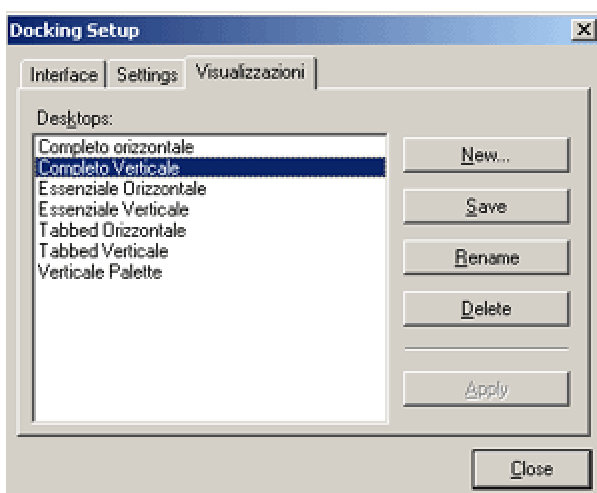 Docking Setup
Interface Settings Visualizzazioni
Desktops:
Completo orizzontale
Completo Verticale
Essenziale Orizzontale
Essenziale Verticale
Tabbed Orizzontale
Tabbed Verticale
Verticale Palette
New...
Save
Rename
Delete
Apply
Close